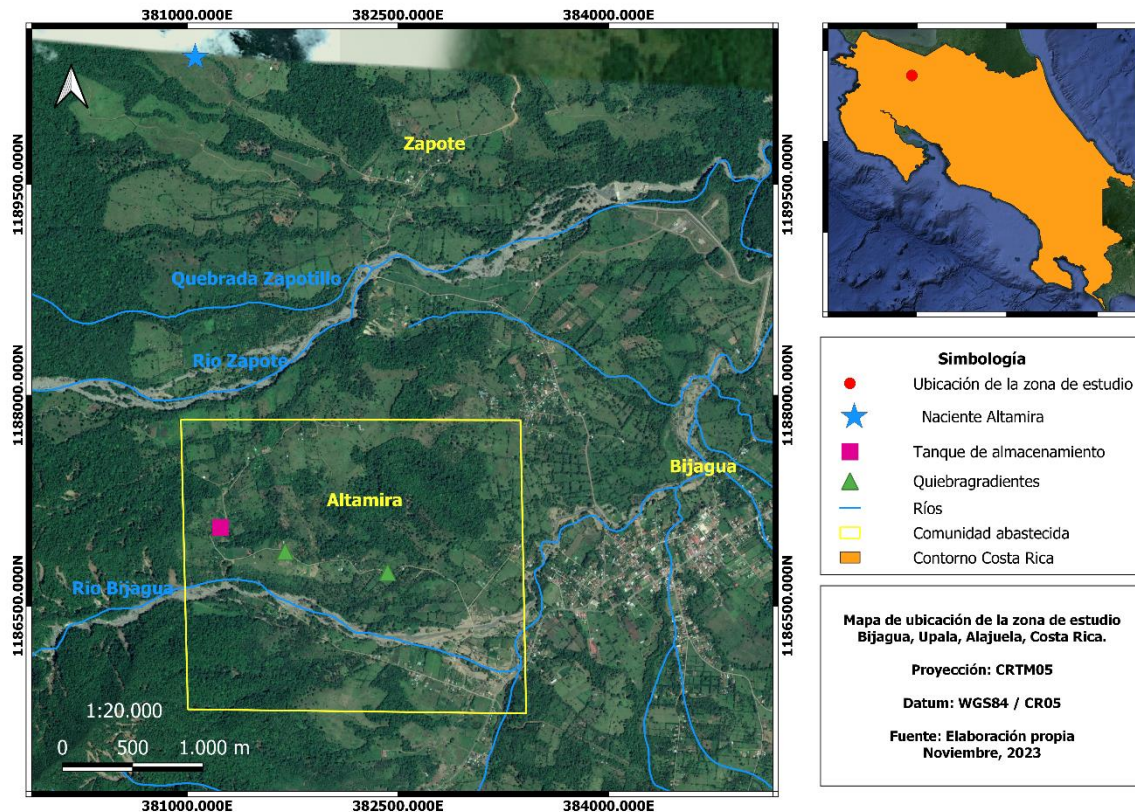 381000.000E 382500.000E 384000.000E
1189500.000N
1188000.000N
1186500.000N
1189500.000N
1188000.000N
1186500.000N
Zapote
Quebrada Zapotillo
Rio Zapote
Altamira
Bijagua
Rio Bijagua
1:20.000
0 500 1.000 m
381000.000E 382500.000E 384000.000E
Simbología
Ubicación de la zona de estudio
Naciente Altamira
Tanque de almacenamiento
Quiebragradientes
Ríos
Comunidad abastecida
Contorno Costa Rica
Mapa de ubicación de la zona de estudio
Bijagua, Upala, Alajuela, Costa Rica.
Proyección: CRTM05
Datum: WGS84 / CR05
Fuente: Elaboración propia
Noviembre, 2023